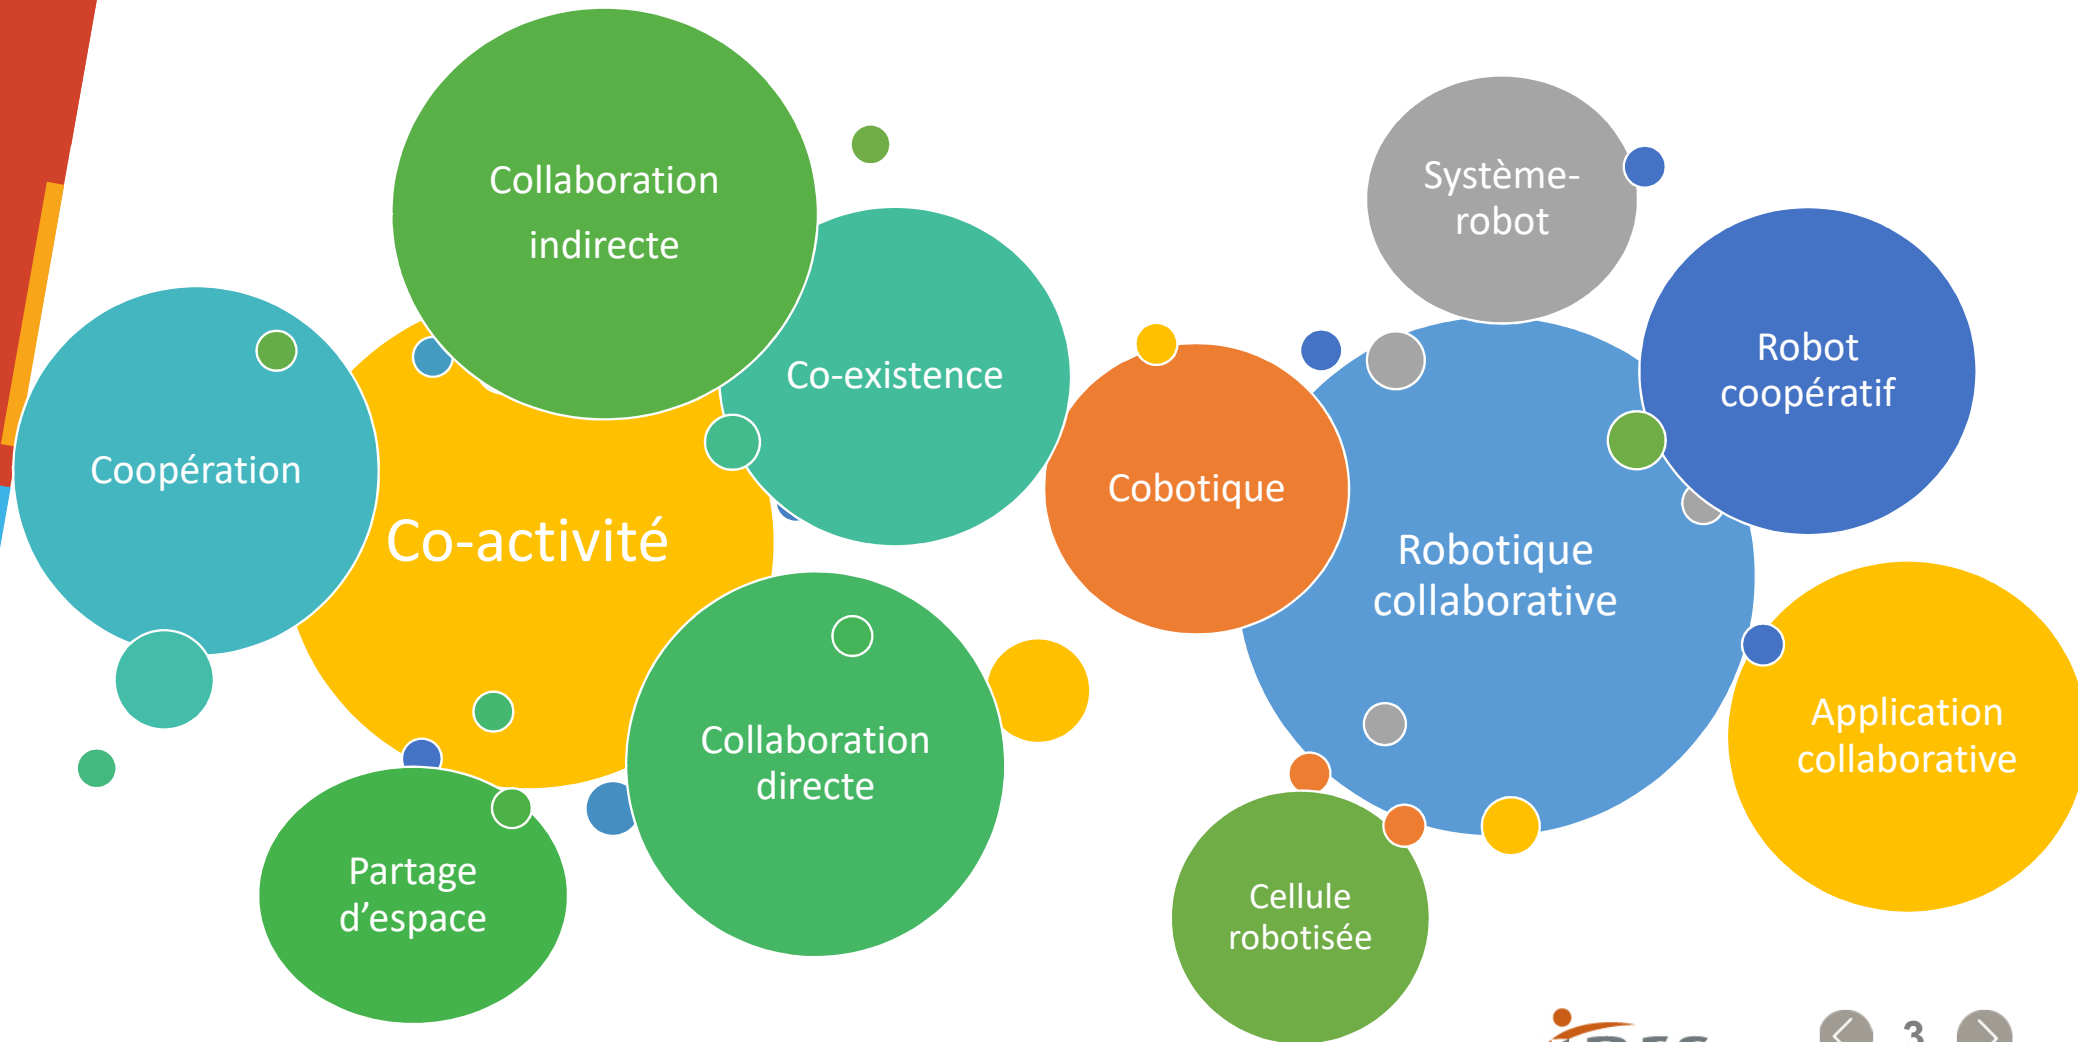 Collaboration
indirecte
Co-existence
Coopération
Co-activité
Collaboration
directe
Partage
d’espace
Système-
robot
Robot
coopératif
Cobotique
Robotique
collaborative
Application
collaborative
Cellule
robotisée
3